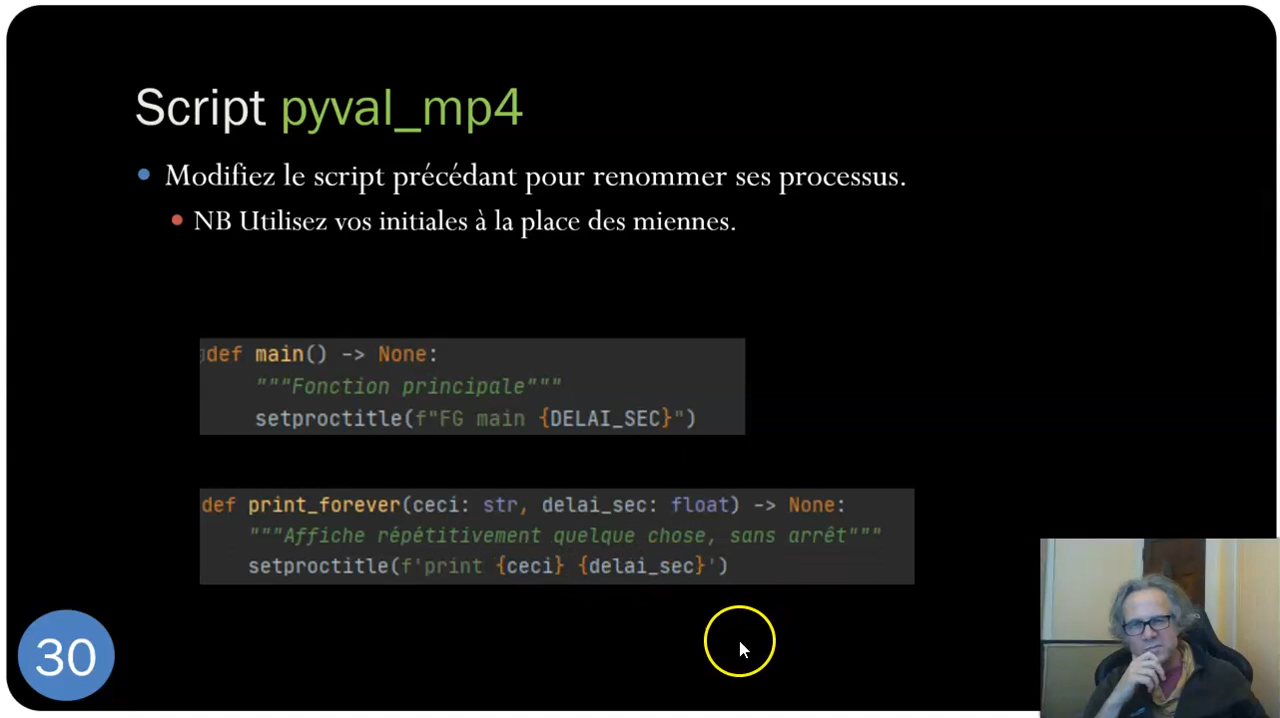 Script pyval_mp4
Modifiez le script précédant pour renommer ses processus.
NB Utilisez vos initiales à la place des miennes.
def main() -> None:
"""Fonction principale"""
setproctitle(f"FG main {DELAI_SEC}")
def print_forever(ceci: str, delai_sec: float) -> None:
"""Affiche répétitivement quelque chose, sans arrêt"""
setproctitle(f'print {ceci} {delai_sec}')
30